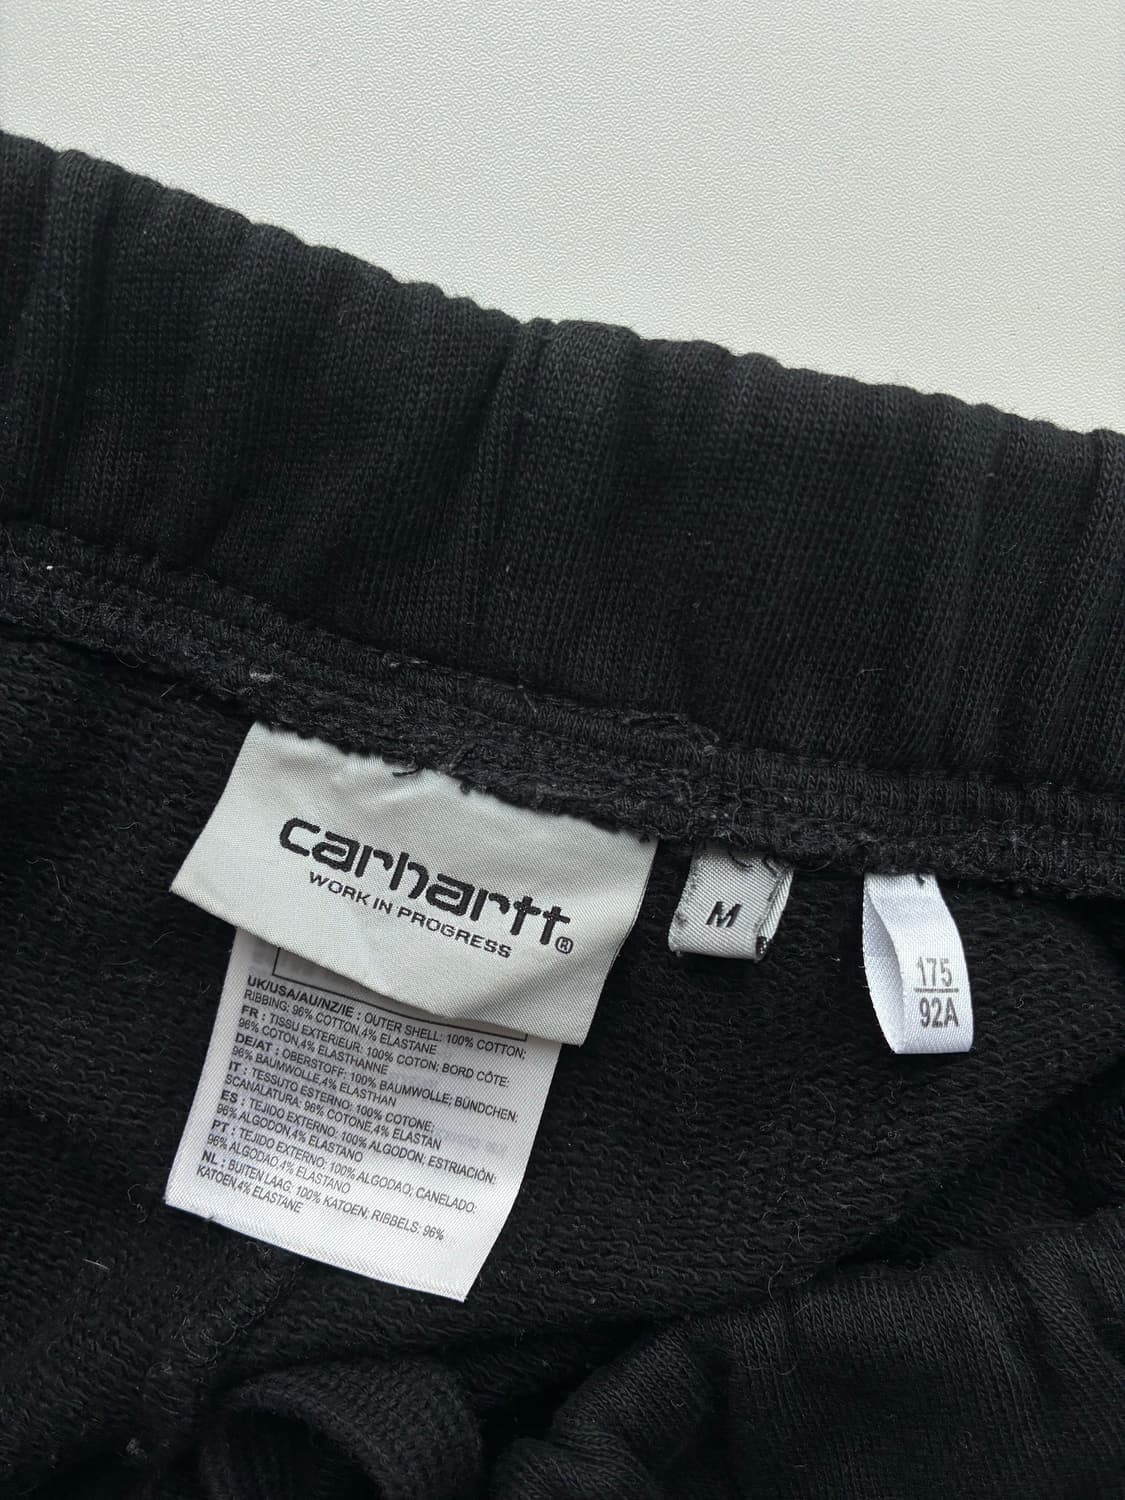 carhartt®
WORK IN PROGRESS
M
175
92A
UK/USA/AU/NZ/IE : OUTER SHELL: 100% COTTON;
RIBBING: 96% COTTON,4% ELASTANE
FR : TISSU EXTERIEUR: 100% COTON; BORD CÔTE:
96% COTON,4% ELASTHANNE
DE/AT : OBERSTOFF: 100% BAUMWOLLE; BÜNDCHEN:
96% BAUMWOLLE,4% ELASTHAN
IT : TESSUTO ESTERNO: 100% COTONE;
SCANALATURA: 96% COTONE,4% ELASTAN
ES : TEJIDO EXTERNO: 100% ALGODON; ESTRIACIÓN:
96% ALGODON,4% ELASTANO
PT : TEJIDO EXTERNO: 100% ALGODAO; CANELADO:
96% ALGODAO,4% ELASTANO
NL : BUITEN LAAG: 100% KATOEN; RIBBELS: 96%
KATOEN,4% ELASTANE